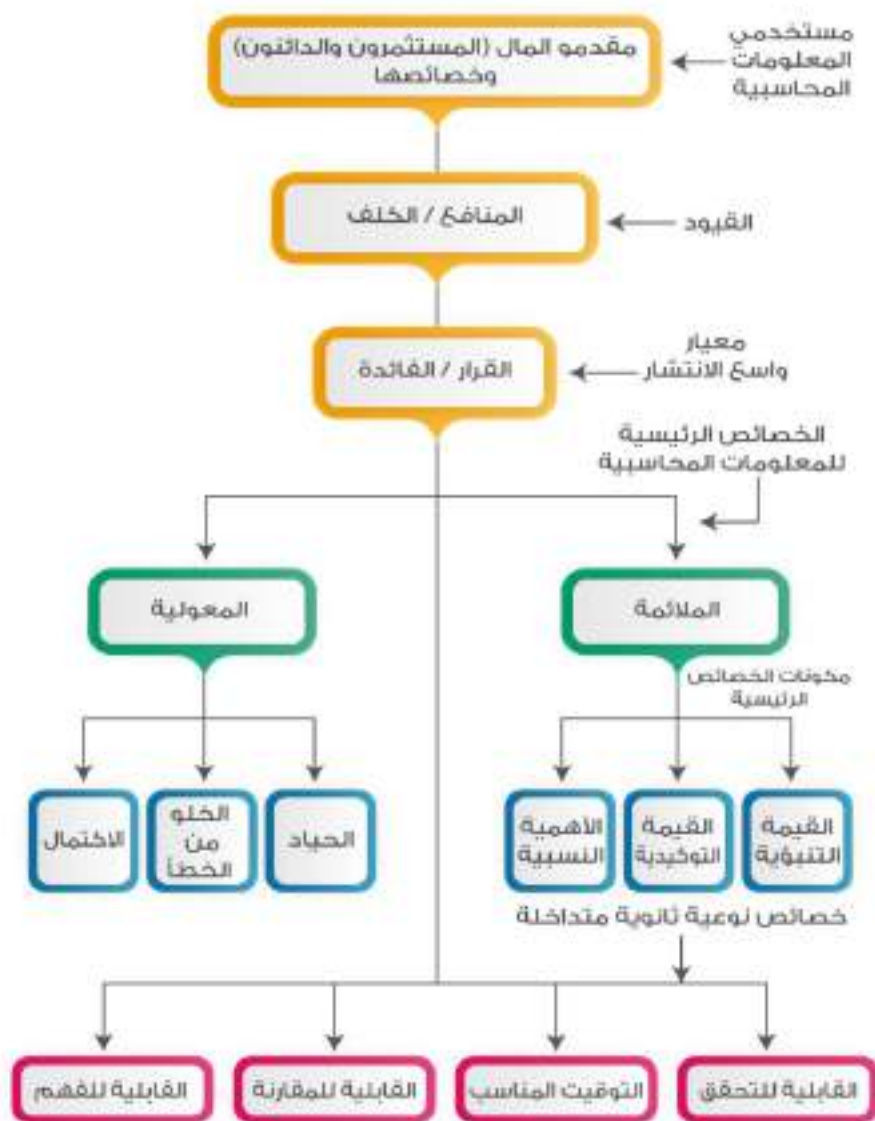 مستخدمي
المعلومات
المحاسبية
مقدمو المال (المستثمرون والدائنون)
وخصائصها
القيود
المنافع / الكلف
معيار
واسع الانتشار
القرار / الفائدة
الخصائص الرئيسية
للمعلومات المحاسبية
الملائمة
المعولية
مكونات الخصائص
الرئيسية
القيمة
التنبؤية
القيمة
التوكيدية
الأهمية
النسبية
الحياد
الخلو
من
الخطأ
الاكتمال
خصائص نوعية ثانوية متداخلة
القابلية للتحقق
التوقيت المناسب
القابلية للمقارنة
القابلية للفهم